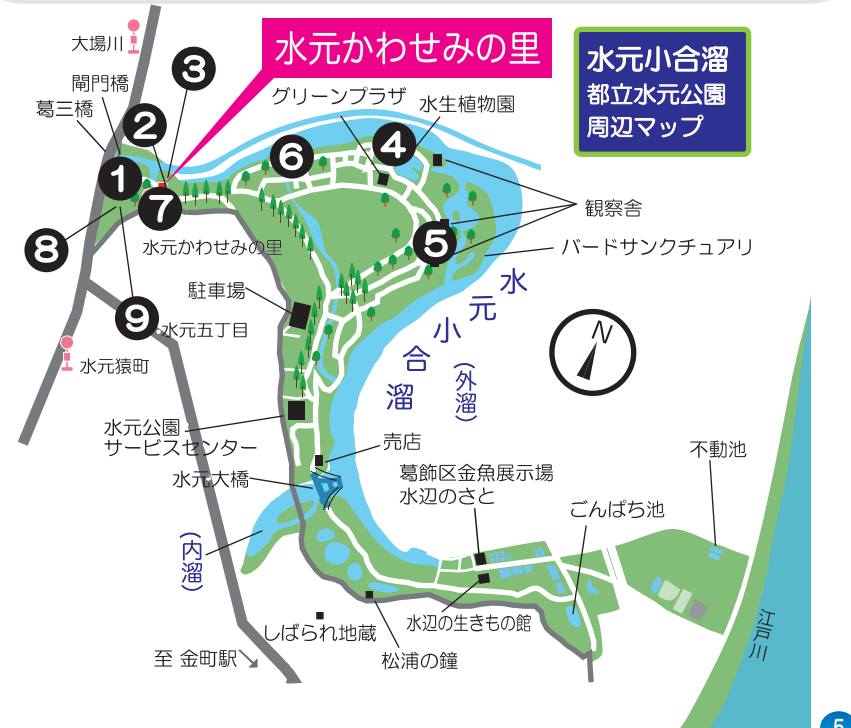 大場川
閘門橋
葛三橋
水元かわせみの里
グリーンプラザ
水生植物園
水元小合溜
都立水元公園
周辺マップ
3
2
1
6
4
7
8
5
9
観察舎
バードサンクチュアリ
水元かわせみの里
駐車場
水元五丁目
水元猿町
水元小合溜
(外溜)
N
水元公園
サービスセンター
売店
水元大橋
葛飾区金魚展示場
水辺のさと
ごんぱち池
不動池
(内溜)
しばられ地蔵
水辺の生きもの館
松浦の鐘
至 金町駅
江戸川
5